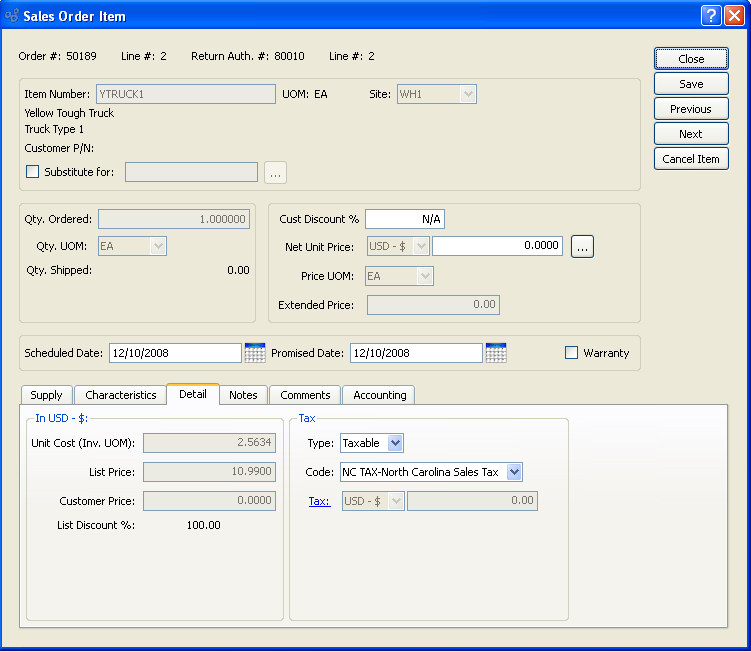 Sales Order Item
Order #: 50189 Line #: 2 Return Auth. #: 80010 Line #: 2
Close
Save
Previous
Next
Cancel Item
Item Number: YTRUCK1 UOM: EA Site: WH1
Yellow Tough Truck
Truck Type 1
Customer P/N:
Substitute for: ...
Qty. Ordered: 1.000000
Qty. UOM: EA
Qty. Shipped: 0.00
Cust Discount % N/A
Net Unit Price: USD - $ 0.0000 ...
Price UOM: EA
Extended Price: 0.00
Scheduled Date: 12/10/2008 Promised Date: 12/10/2008 Warranty
Supply Characteristics Detail Notes Comments Accounting
In USD - $:
Unit Cost (Inv. UOM): 2.5634
List Price: 10.9900
Customer Price: 0.0000
List Discount %: 100.00
Tax
Type: Taxable
Code: NC TAX-North Carolina Sales Tax
Tax: USD - $ 0.00